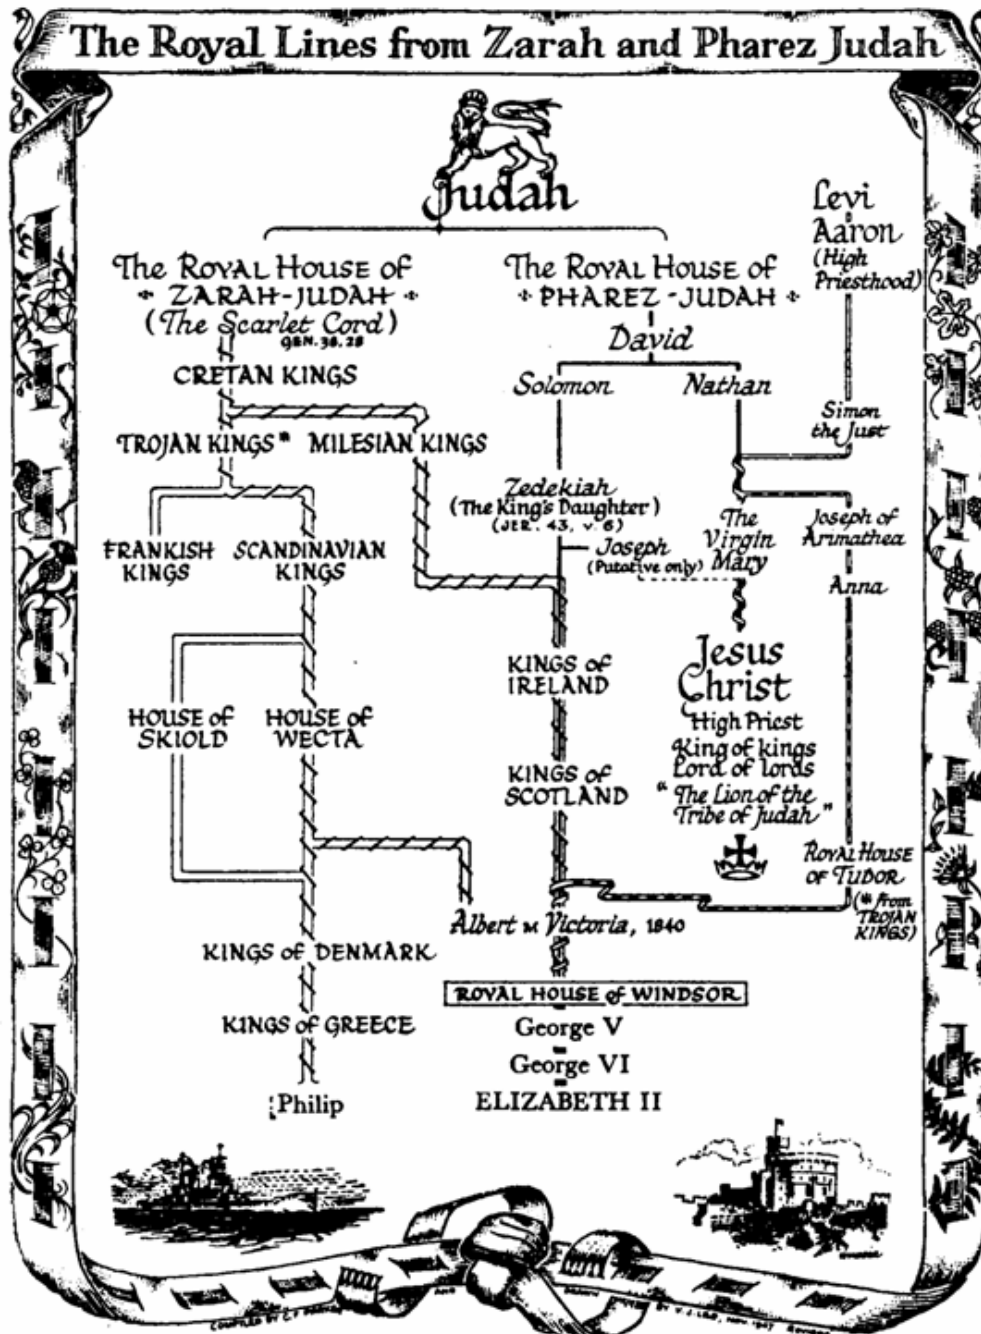 The Royal Lines from Zarah and Pharez Judah
Judah
Levi
Aaron
(High
Priesthood)
The ROYAL HOUSE of
ZARAH-JUDAH
(The Scarlet Cord)
GEN. 38. 28
The ROYAL HOUSE of
PHAREZ-JUDAH
David
CRETAN KINGS
Solomon
Nathan
Simon
the Just
TROJAN KINGS*
MILESIAN KINGS
Zedekiah
(The King's Daughter)
(JER. 43, v. 6)
The
Virgin
Mary
Joseph of
Arimathea
FRANKISH
KINGS
SCANDINAVIAN
KINGS
Joseph
(Putative only)
Anna
KINGS of
IRELAND
Jesus
Christ
High Priest
King of kings
Lord of lords
"The Lion of the
Tribe of Judah"
HOUSE of
SKIOLD
HOUSE of
WECTA
KINGS of
SCOTLAND
ROYAL HOUSE
OF TUDOR
(* from
TROJAN
KINGS)
Albert M Victoria, 1840
KINGS of DENMARK
ROYAL HOUSE of WINDSOR
KINGS of GREECE
George V
George VI
Philip
ELIZABETH II
COMPILED BY C.F.
AND
DRAWN
BY